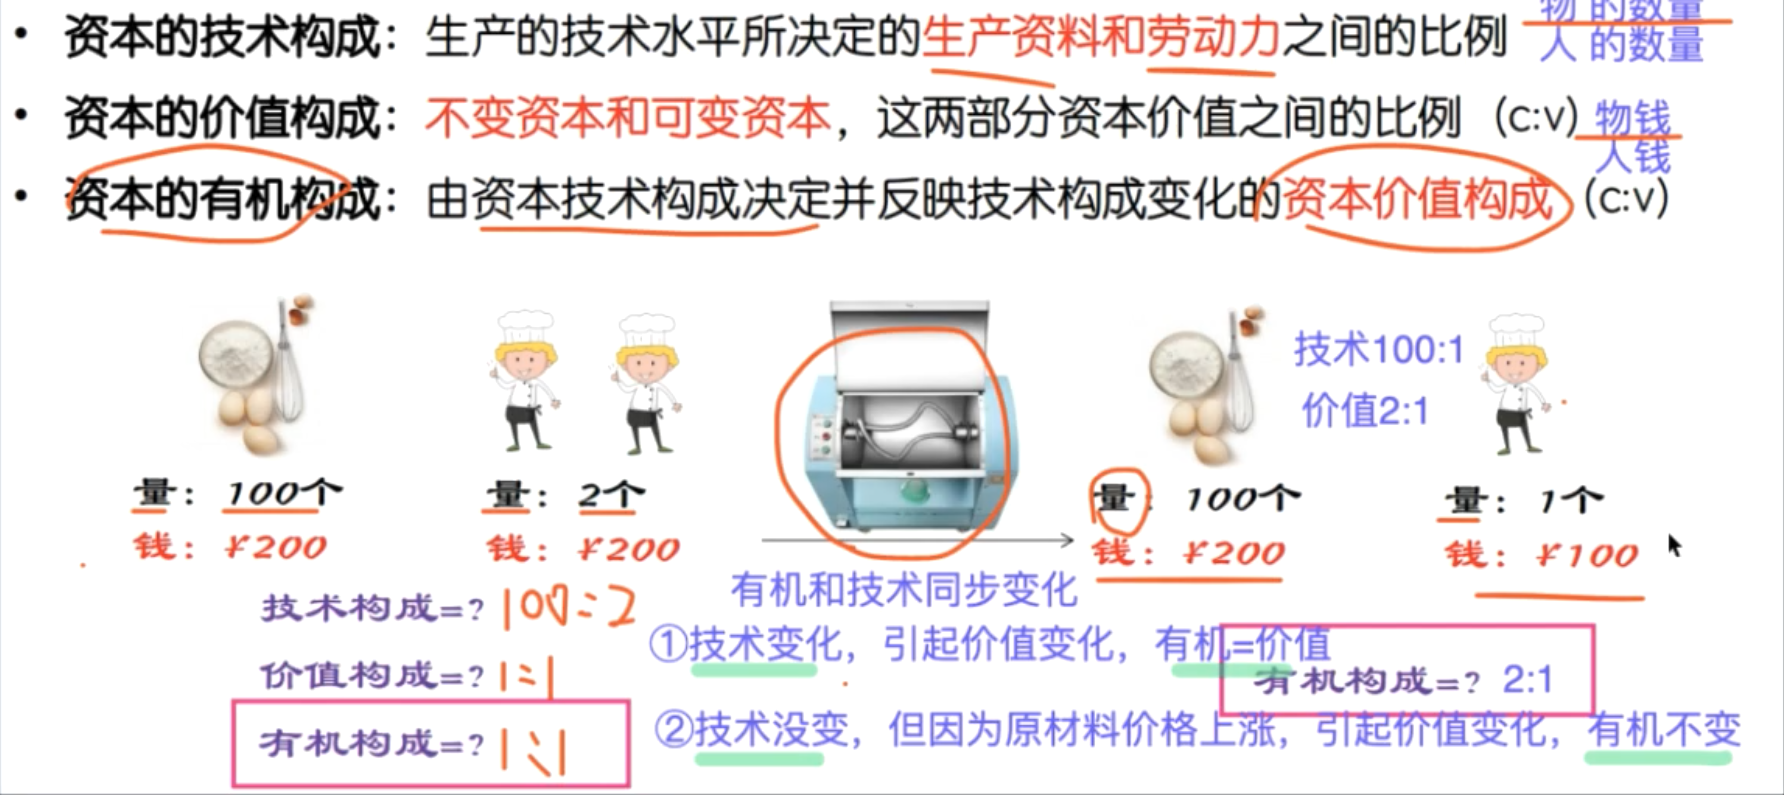 物 的数量
• 资本的技术构成：生产的技术水平所决定的生产资料和劳动力之间的比例
人 的数量
• 资本的价值构成：不变资本和可变资本，这两部分资本价值之间的比例（c:v）
物钱
人钱
• 资本的有机构成：由资本技术构成决定并反映技术构成变化的资本价值构成（c:v）
技术100:1
价值2:1
量：100个
钱：¥200
量：2个
钱：¥200
量：100个
钱：¥200
量：1个
钱：¥100
有机和技术同步变化
技术构成=? 100:2
①技术变化，引起价值变化，有机=价值
价值构成=? 1:1
有机构成=? 2:1
②技术没变，但因为原材料价格上涨，引起价值变化，有机不变
有机构成=? 1:1